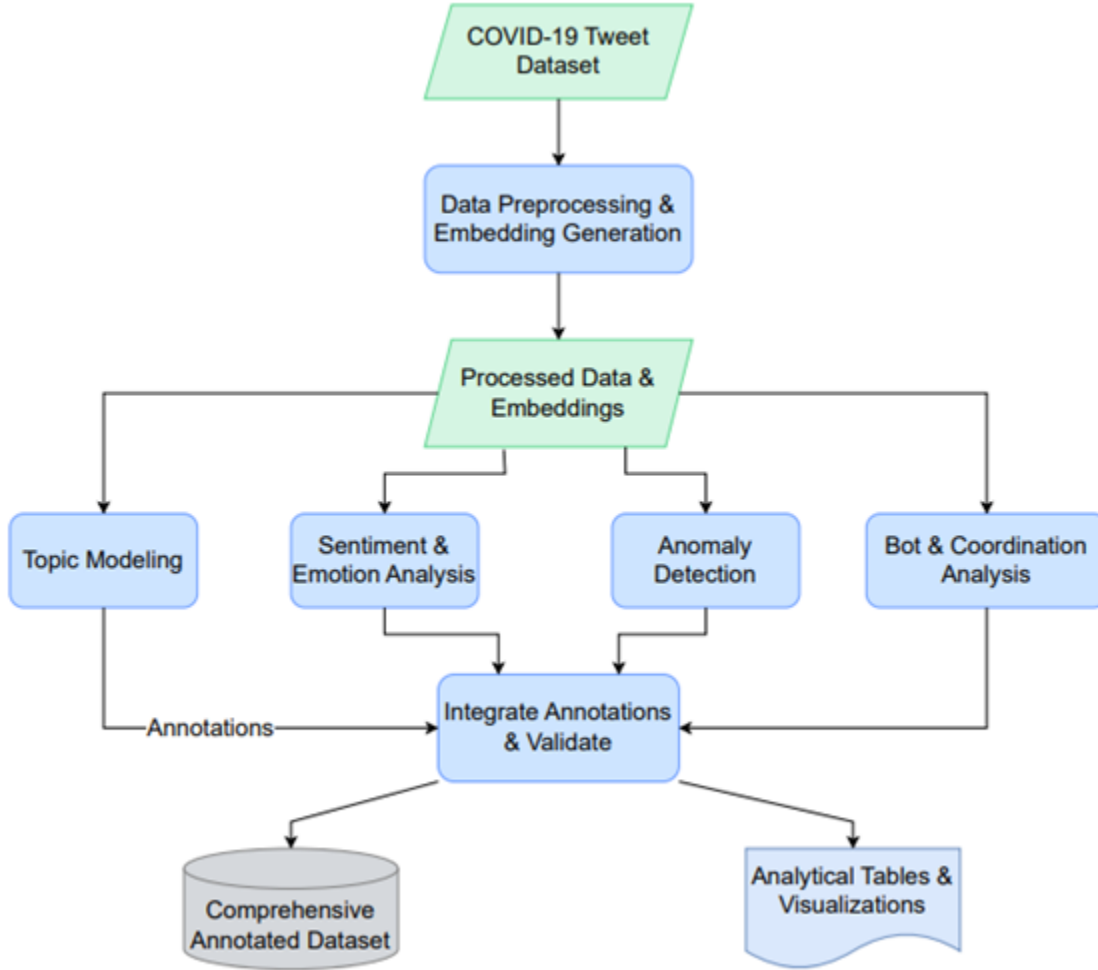 COVID-19 Tweet
Dataset
Data Preprocessing &
Embedding Generation
Processed Data &
Embeddings
Topic Modeling
Sentiment &
Emotion Analysis
Anomaly
Detection
Bot & Coordination
Analysis
Annotations
Integrate Annotations
& Validate
Comprehensive
Annotated Dataset
Analytical Tables &
Visualizations